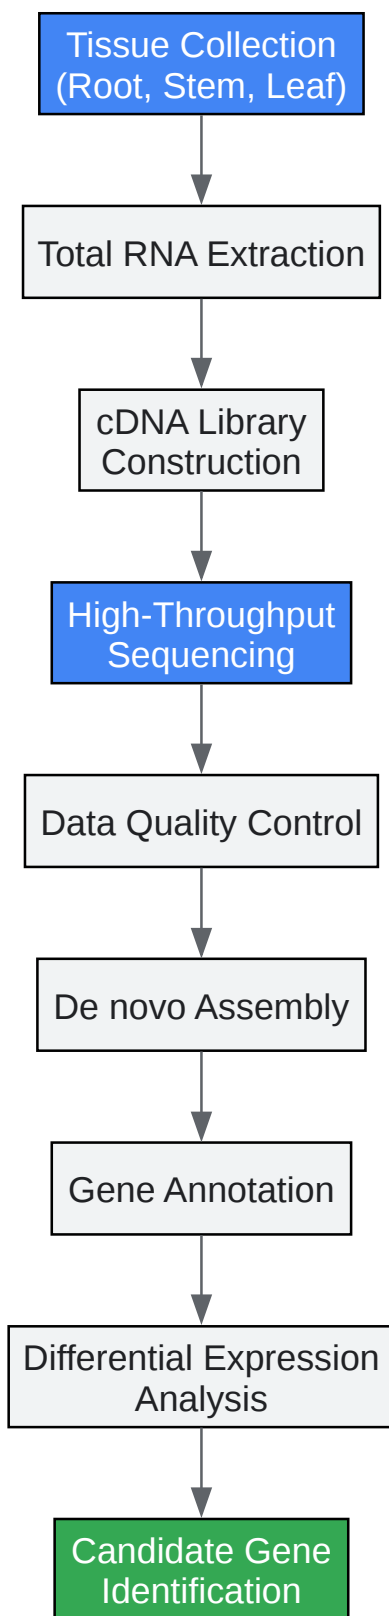 Tissue Collection
(Root, Stem, Leaf)
Total RNA Extraction
cDNA Library
Construction
High-Throughput
Sequencing
Data Quality Control
De novo Assembly
Gene Annotation
Differential Expression
Analysis
Candidate Gene
Identification